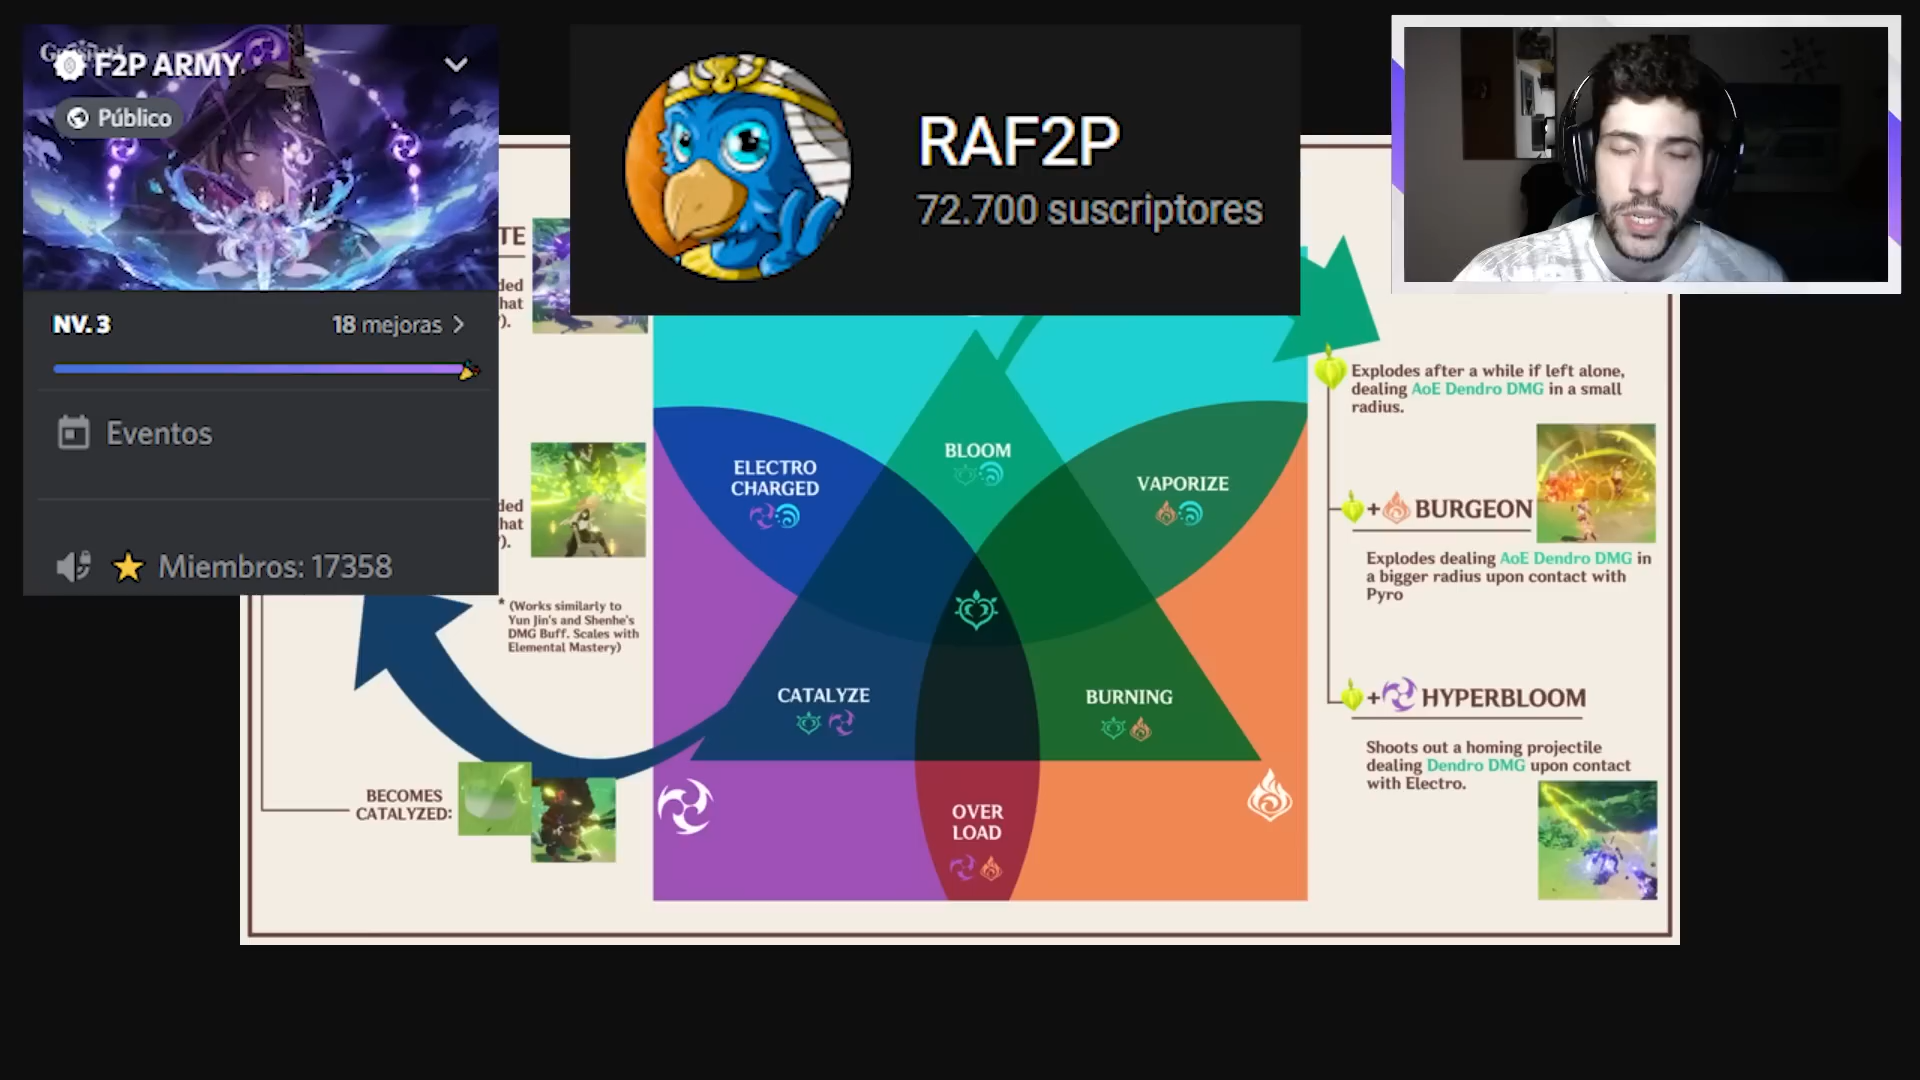 F2P ARMY
Público
NV. 3
18 mejoras
Eventos
Miembros: 17358
RAF2P
72.700 suscriptores
TE
ded
hat
).
ded
hat
).
* (Works similarly to
Yun Jin's and Shenhe's
DMG Buff. Scales with
Elemental Mastery)
BECOMES
CATALYZED:
ELECTRO
CHARGED
BLOOM
VAPORIZE
CATALYZE
BURNING
OVER
LOAD
Explodes after a while if left alone,
dealing AoE Dendro DMG in a small
radius.
+ BURGEON
Explodes dealing AoE Dendro DMG in
a bigger radius upon contact with
Pyro
+ HYPERBLOOM
Shoots out a homing projectile
dealing Dendro DMG upon contact
with Electro.